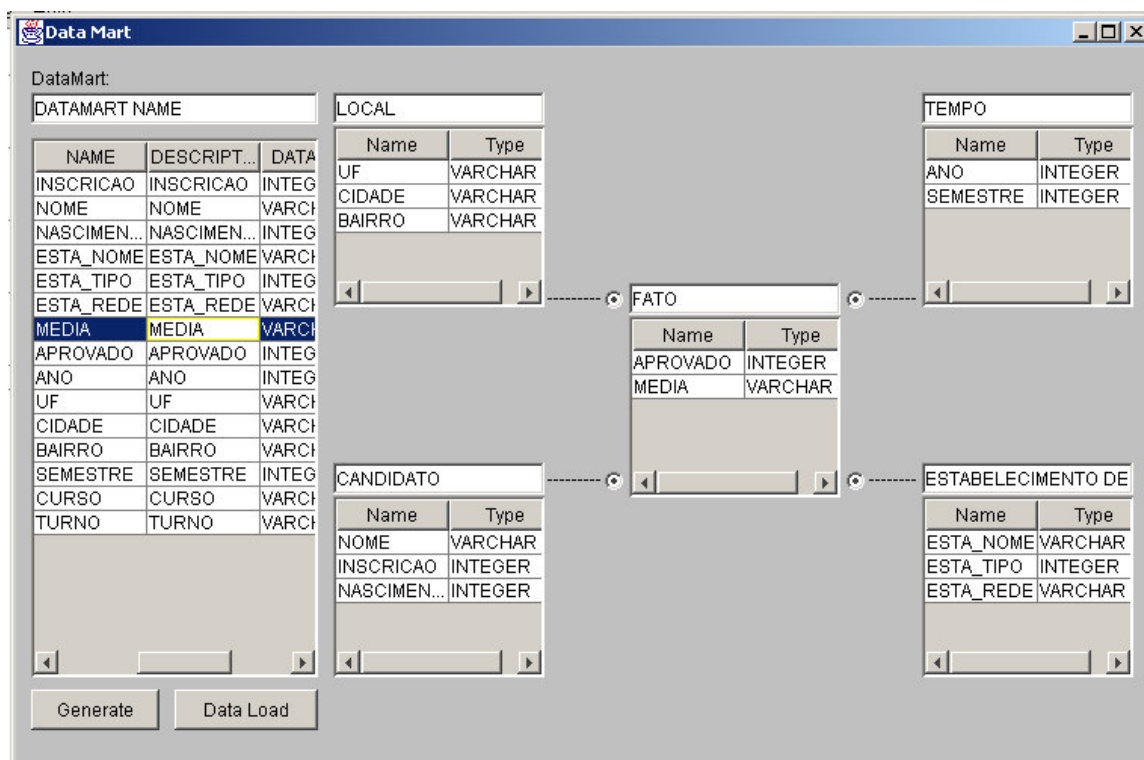 Data Mart
DataMart:
DATAMART NAME
NAME DESCRIPT... DATA
INSCRICAO INSCRICAO INTEG
NOME NOME VARCH
NASCIMEN... NASCIMEN... INTEG
ESTA_NOME ESTA_NOME VARCH
ESTA_TIPO ESTA_TIPO INTEG
ESTA_REDE ESTA_REDE VARCH
MEDIA MEDIA VARCH
APROVADO APROVADO INTEG
ANO ANO INTEG
UF UF VARCH
CIDADE CIDADE VARCH
BAIRRO BAIRRO VARCH
SEMESTRE SEMESTRE INTEG
CURSO CURSO VARCH
TURNO TURNO VARCH
Generate Data Load
LOCAL
Name Type
UF VARCHAR
CIDADE VARCHAR
BAIRRO VARCHAR
CANDIDATO
Name Type
NOME VARCHAR
INSCRICAO INTEGER
NASCIMEN... INTEGER
FATO
Name Type
APROVADO INTEGER
MEDIA VARCHAR
TEMPO
Name Type
ANO INTEGER
SEMESTRE INTEGER
ESTABELECIMENTO DE
Name Type
ESTA_NOME VARCHAR
ESTA_TIPO INTEGER
ESTA_REDE VARCHAR